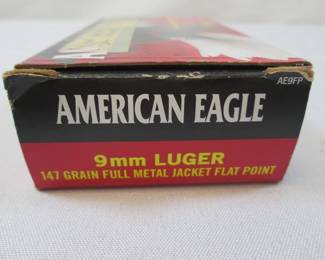 AE9FP
AMERICAN EAGLE
9mm LUGER
147 GRAIN FULL METAL JACKET FLAT POINT